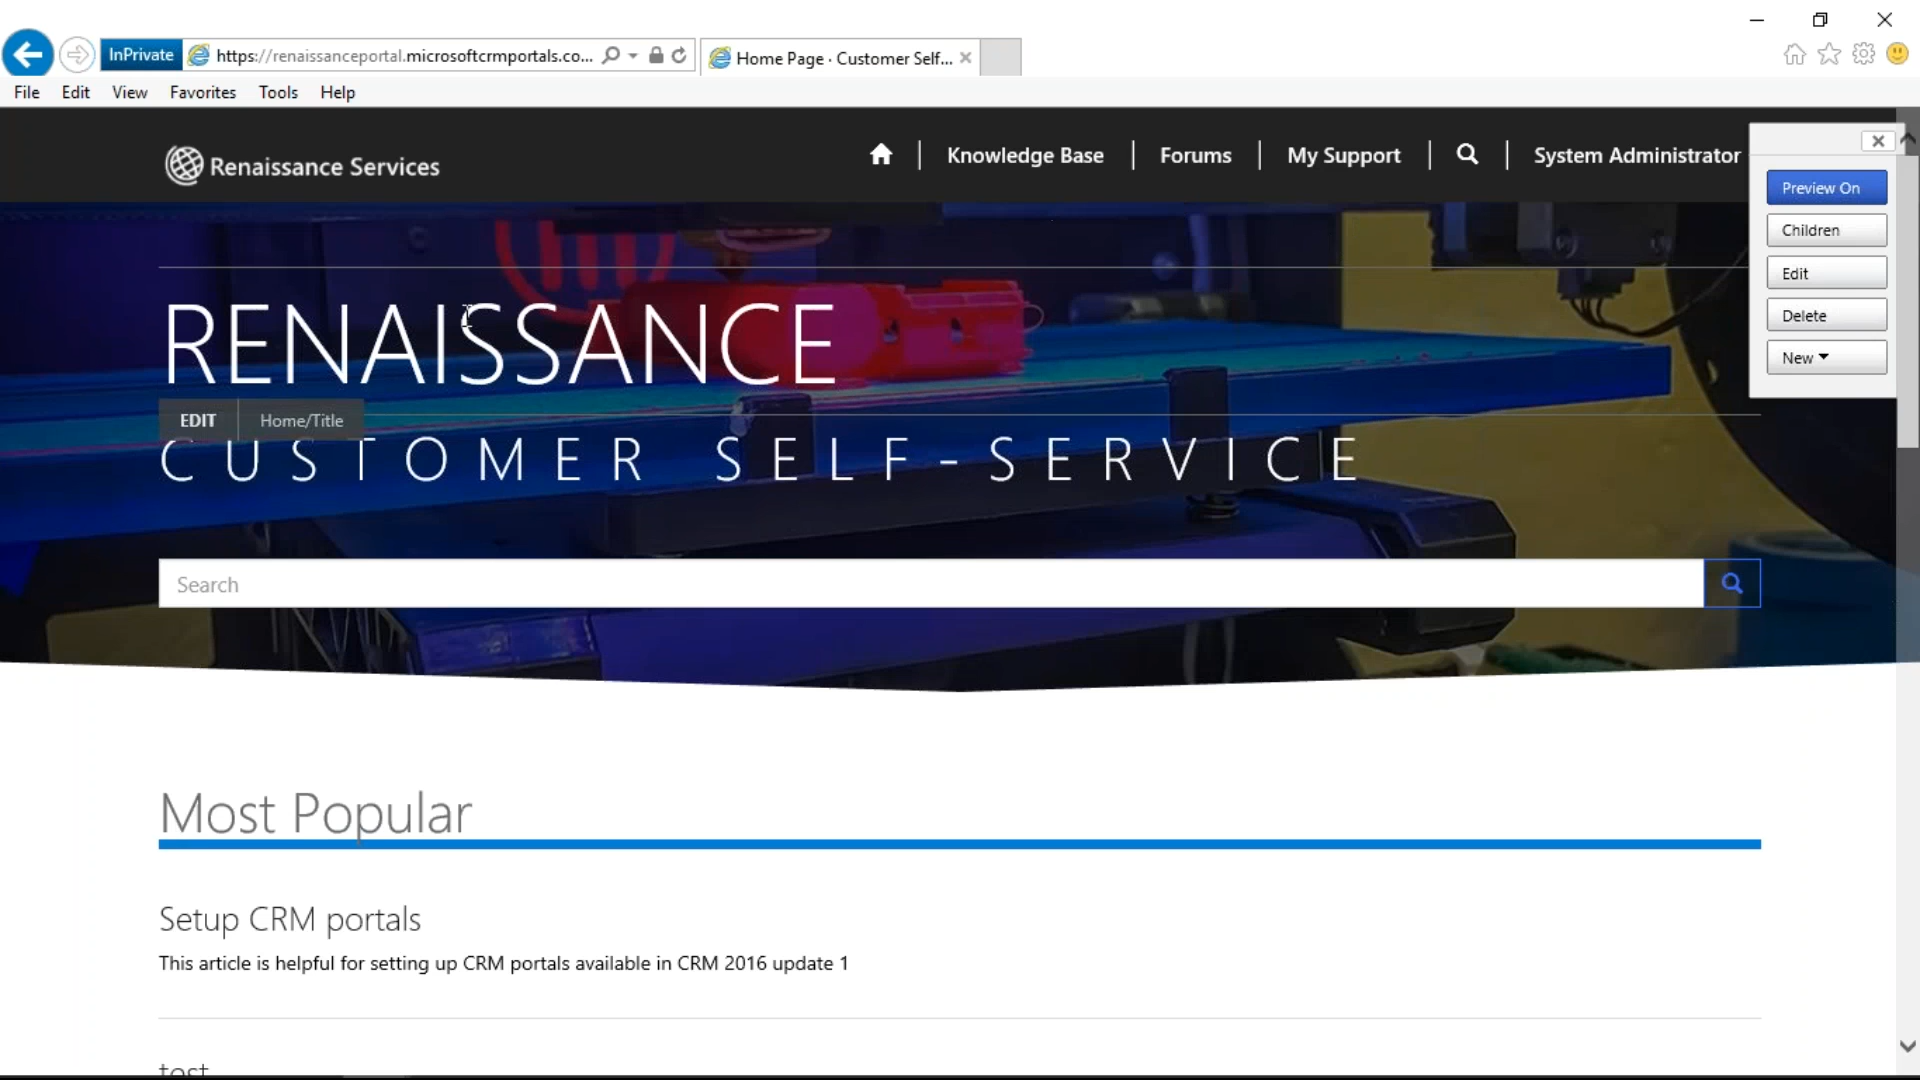 InPrivate https://renaissanceportal.microsoftcrmportals.co... Home Page · Customer Self...
File Edit View Favorites Tools Help
Renaissance Services Knowledge Base Forums My Support System Administrator
Preview On
Children
Edit
Delete
New
RENAISSANCE
EDIT Home/Title
CUSTOMER SELF-SERVICE
Search
Most Popular
Setup CRM portals
This article is helpful for setting up CRM portals available in CRM 2016 update 1
test